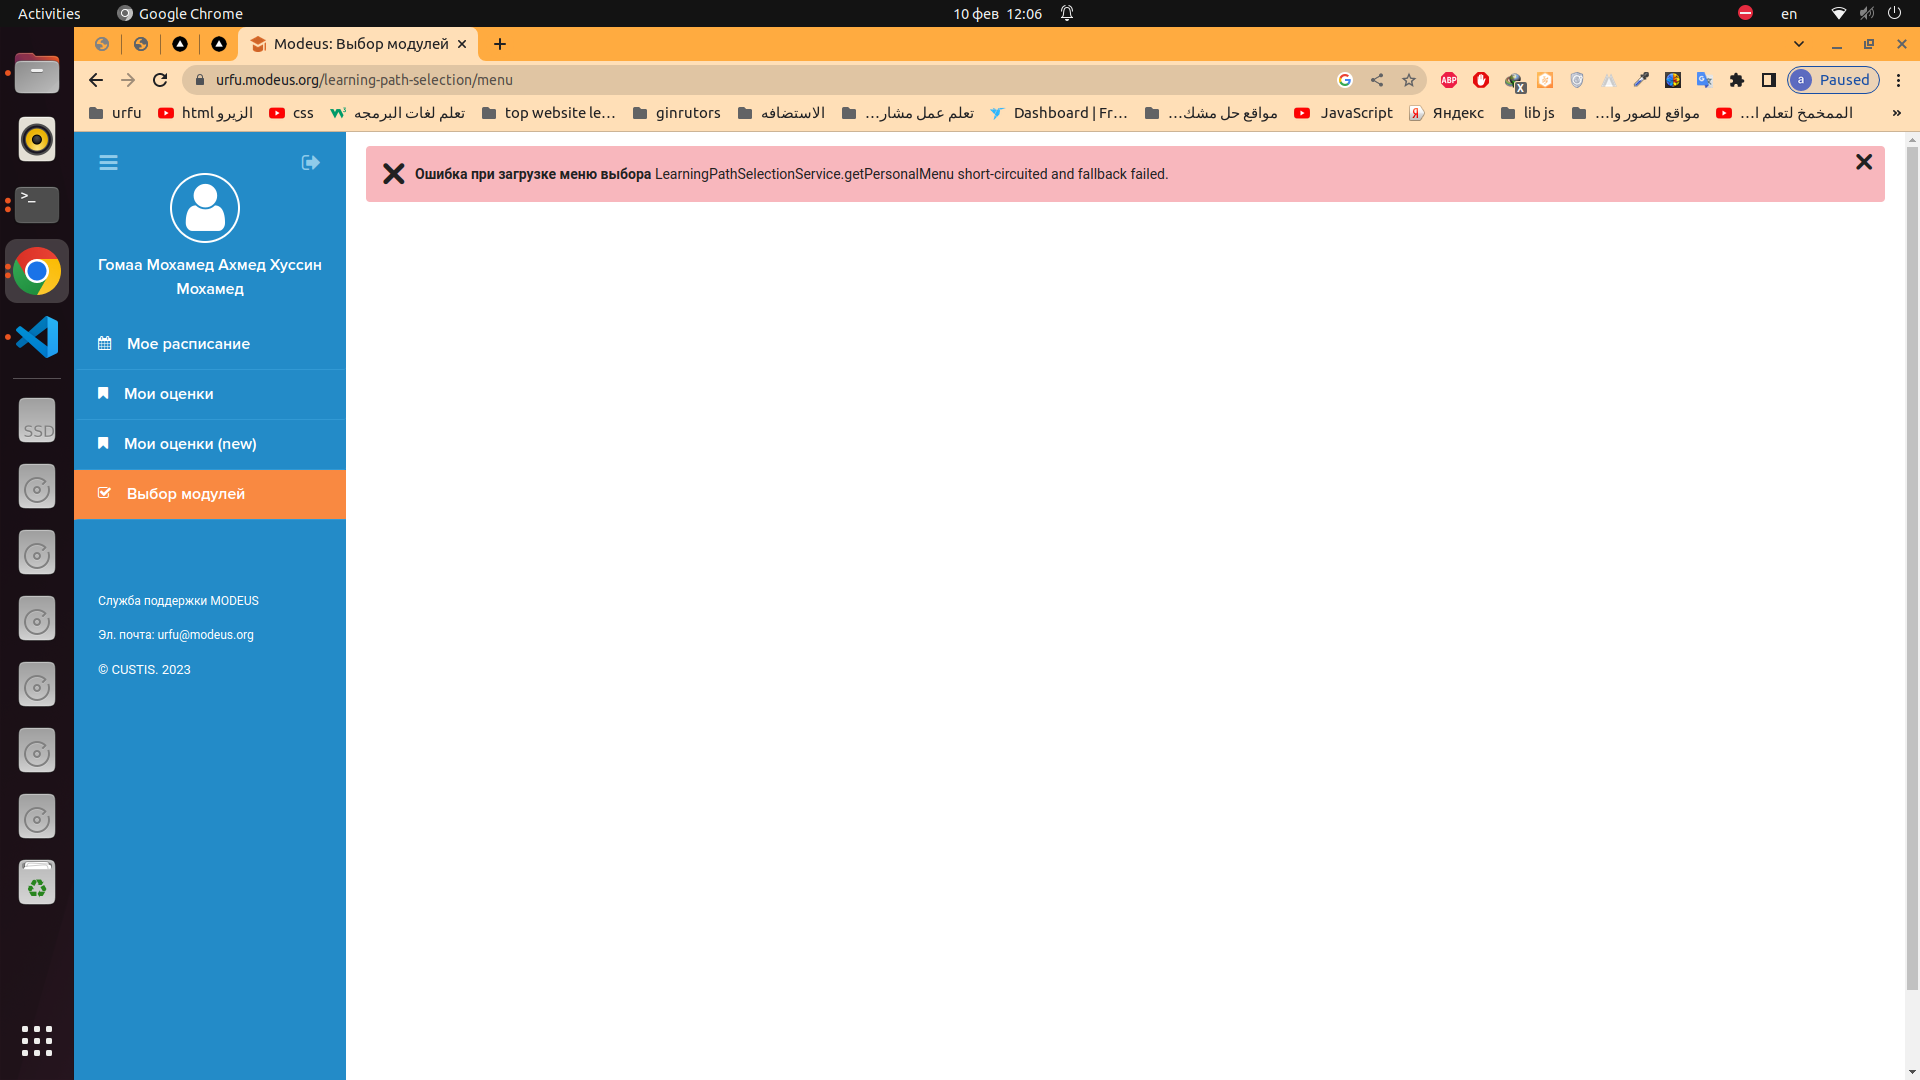 Activities
Google Chrome
10 фев 12:06
en
Modeus: Выбор модулей
urfu.modeus.org/learning-path-selection/menu
ABP
X
a Paused
urfu
html الزيرو
css
تعلم لغات البرمجه
top website le...
ginrutors
الاستضافه
تعلم عمل مشار...
Dashboard | Fr...
مواقع حل مشك...
JavaScript
Яндекс
lib js
مواقع للصور وا...
الممخمخ لتعلم ا...
»
Ошибка при загрузке меню выбора LearningPathSelectionService.getPersonalMenu short-circuited and fallback failed.
Гомаа Мохамед Ахмед Хуссин
Мохамед
Мое расписание
Мои оценки
Мои оценки (new)
Выбор модулей
Служба поддержки MODEUS
Эл. почта: urfu@modeus.org
© CUSTIS. 2023
SSD